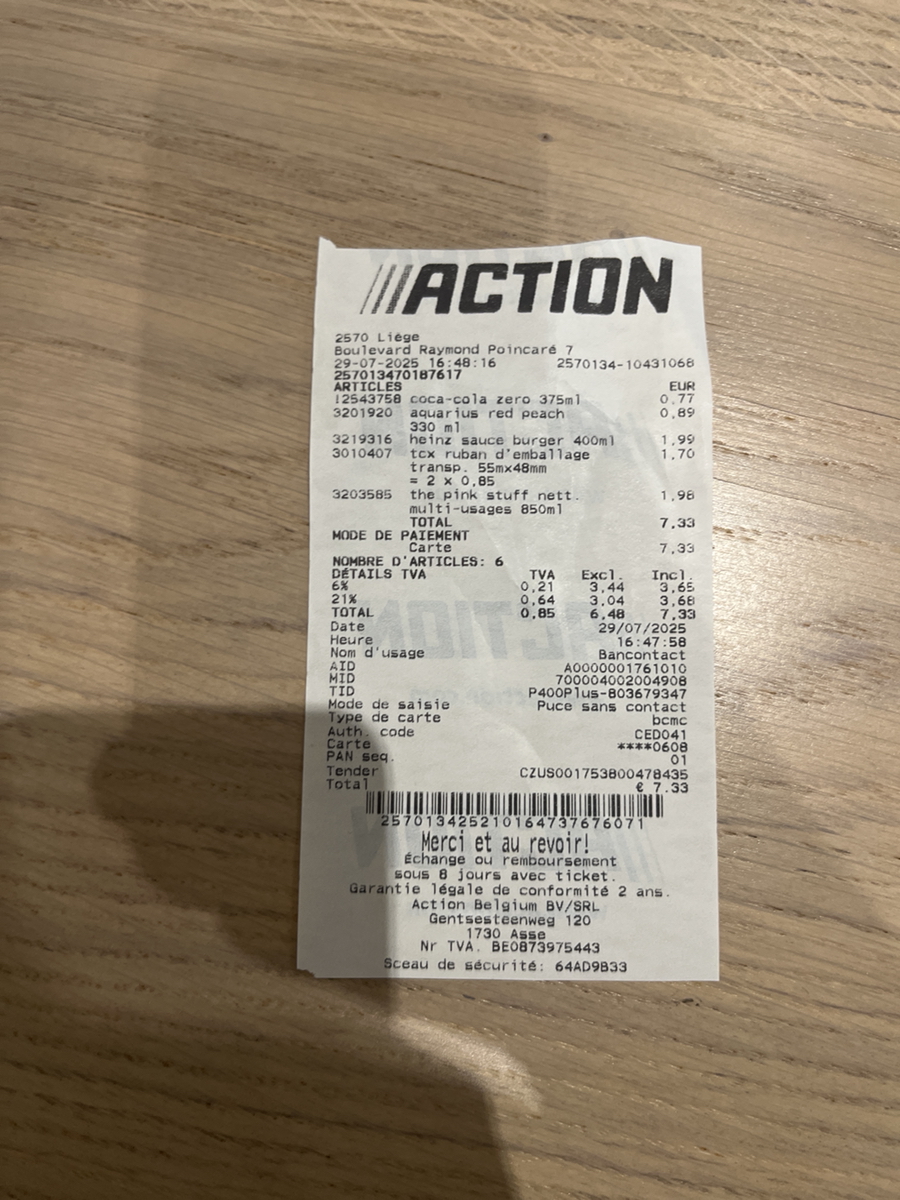 ACTION
2570 Liège
Boulevard Raymond Poincaré 7
29-07-2025 16:48:16 2570134-10431068
257013470187617
ARTICLES EUR
12543758 coca-cola zero 375ml 0,77
3201920 aquarius red peach 0,89
330 ml
3219316 heinz sauce burger 400ml 1,99
3010407 tcx ruban d'emballage 1,70
transp. 55mx48mm
= 2 x 0,85
3203585 the pink stuff nett. 1,98
multi-usages 850ml
TOTAL 7,33
MODE DE PAIEMENT
Carte 7,33
NOMBRE D'ARTICLES: 6
DÉTAILS TVA TVA Excl. Incl.
6% 0,21 3,44 3,65
21% 0,64 3,04 3,68
TOTAL 0,85 6,48 7,33
Date 29/07/2025
Heure 16:47:58
Nom d'usage Bancontact
AID A0000001761010
MID 700004002004908
TID P400Plus-803679347
Mode de saisie Puce sans contact
Type de carte bcmc
Auth. code CED041
Carte ****0608
PAN seq. 01
Tender CZUS001753800478435
Total € 7.33
2570134252101647376 76071
Merci et au revoir!
Échange ou remboursement
sous 8 jours avec ticket.
Garantie légale de conformité 2 ans.
Action Belgium BV/SRL
Gentsesteenweg 120
1730 Asse
Nr TVA. BE0873975443
Sceau de sécurité: 64AD9B33